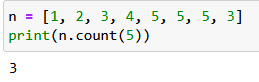 n = [1, 2, 3, 4, 5, 5, 5, 3]
print(n.count(5))
3